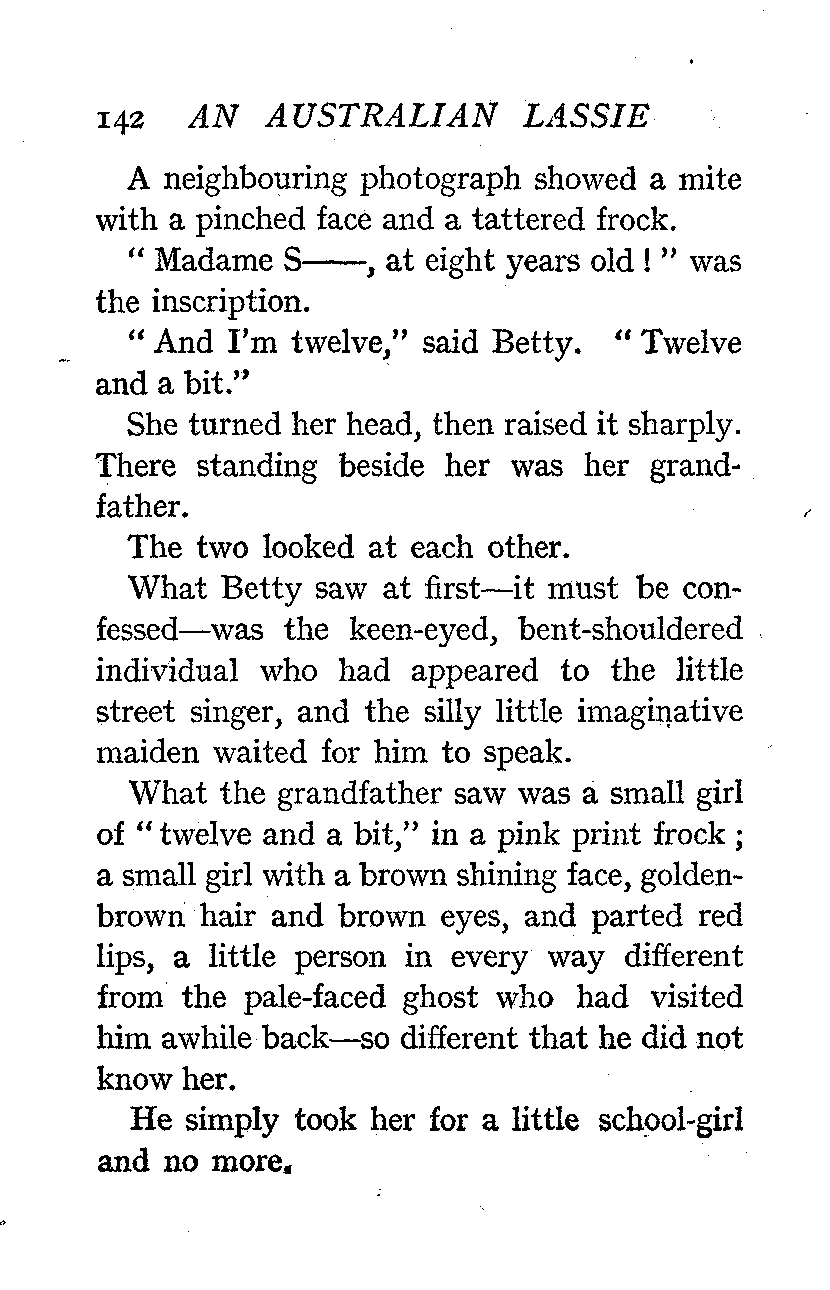 142 AN AUSTRALIAN LASSIE
A neighbouring photograph showed a mite
with a pinched face and a tattered frock.
“ Madame S——, at eight years old ! ” was
the inscription.
“ And I’m twelve,” said Betty. “ Twelve
and a bit.”
She turned her head, then raised it sharply.
There standing beside her was her grand-
father.
The two looked at each other.
What Betty saw at first—it must be con-
fessed—was the keen-eyed, bent-shouldered
individual who had appeared to the little
street singer, and the silly little imaginative
maiden waited for him to speak.
What the grandfather saw was a small girl
of “ twelve and a bit,” in a pink print frock ;
a small girl with a brown shining face, golden-
brown hair and brown eyes, and parted red
lips, a little person in every way different
from the pale-faced ghost who had visited
him awhile back—so different that he did not
know her.
He simply took her for a little school-girl
and no more.